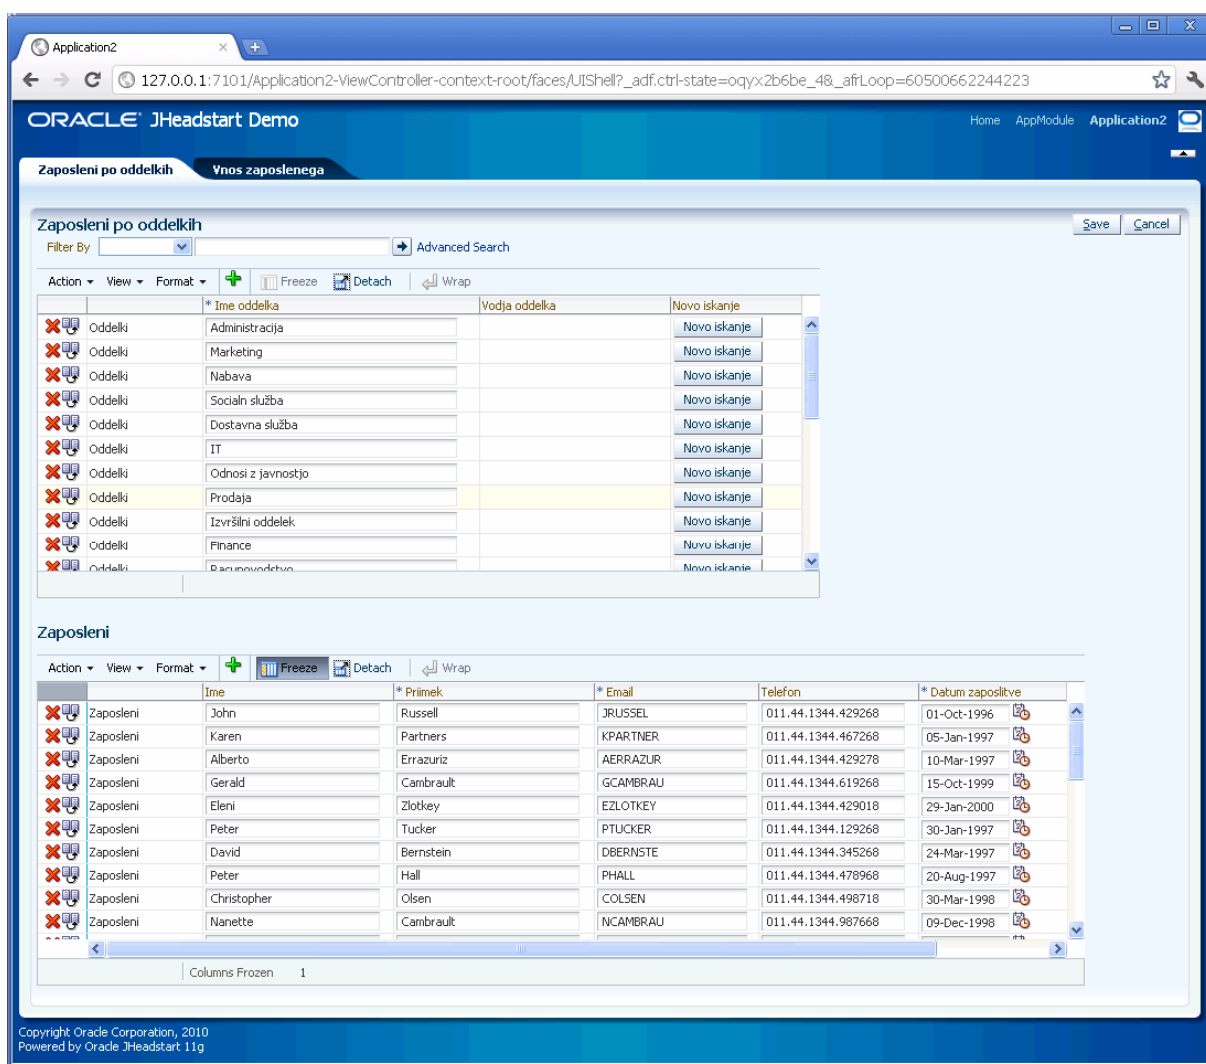 Application2
127.0.0.1:7101/Application2-ViewController-context-root/faces/UIShell?_adf.ctrl-state=oqyx2b6be_4&_afrLoop=60500662244223
ORACLE JHeadstart Demo
Home AppModule Application2
Zaposleni po oddelkih Vnos zaposlenega
Zaposleni po oddelkih Save Cancel
Filter By Advanced Search
Action View Format Freeze Detach Wrap
* Ime oddelka Vodja oddelka Novo iskanje
Oddelki Administracija Novo iskanje
Oddelki Marketing Novo iskanje
Oddelki Nabava Novo iskanje
Oddelki Socialn služba Novo iskanje
Oddelki Dostavna služba Novo iskanje
Oddelki IT Novo iskanje
Oddelki Odnosi z javnostjo Novo iskanje
Oddelki Prodaja Novo iskanje
Oddelki Izvršilni oddelek Novo iskanje
Oddelki Finance Novo iskanje
Oddelki Racunovodstvo Novo iskanje
Zaposleni
Action View Format Freeze Detach Wrap
Ime * Priimek * Email Telefon * Datum zaposlitve
Zaposleni John Russell JRUSSEL 011.44.1344.429268 01-Oct-1996
Zaposleni Karen Partners KPARTNER 011.44.1344.467268 05-Jan-1997
Zaposleni Alberto Errazuriz AERRAZUR 011.44.1344.429278 10-Mar-1997
Zaposleni Gerald Cambrault GCAMBRAU 011.44.1344.619268 15-Oct-1999
Zaposleni Eleni Zlotkey EZLOTKEY 011.44.1344.429018 29-Jan-2000
Zaposleni Peter Tucker PTUCKER 011.44.1344.129268 30-Jan-1997
Zaposleni David Bernstein DBERNSTE 011.44.1344.345268 24-Mar-1997
Zaposleni Peter Hall PHALL 011.44.1344.478968 20-Aug-1997
Zaposleni Christopher Olsen COLSEN 011.44.1344.498718 30-Mar-1998
Zaposleni Nanette Cambrault NCAMBRAU 011.44.1344.987668 09-Dec-1998
Columns Frozen 1
Copyright Oracle Corporation, 2010
Powered by Oracle JHeadstart 11g